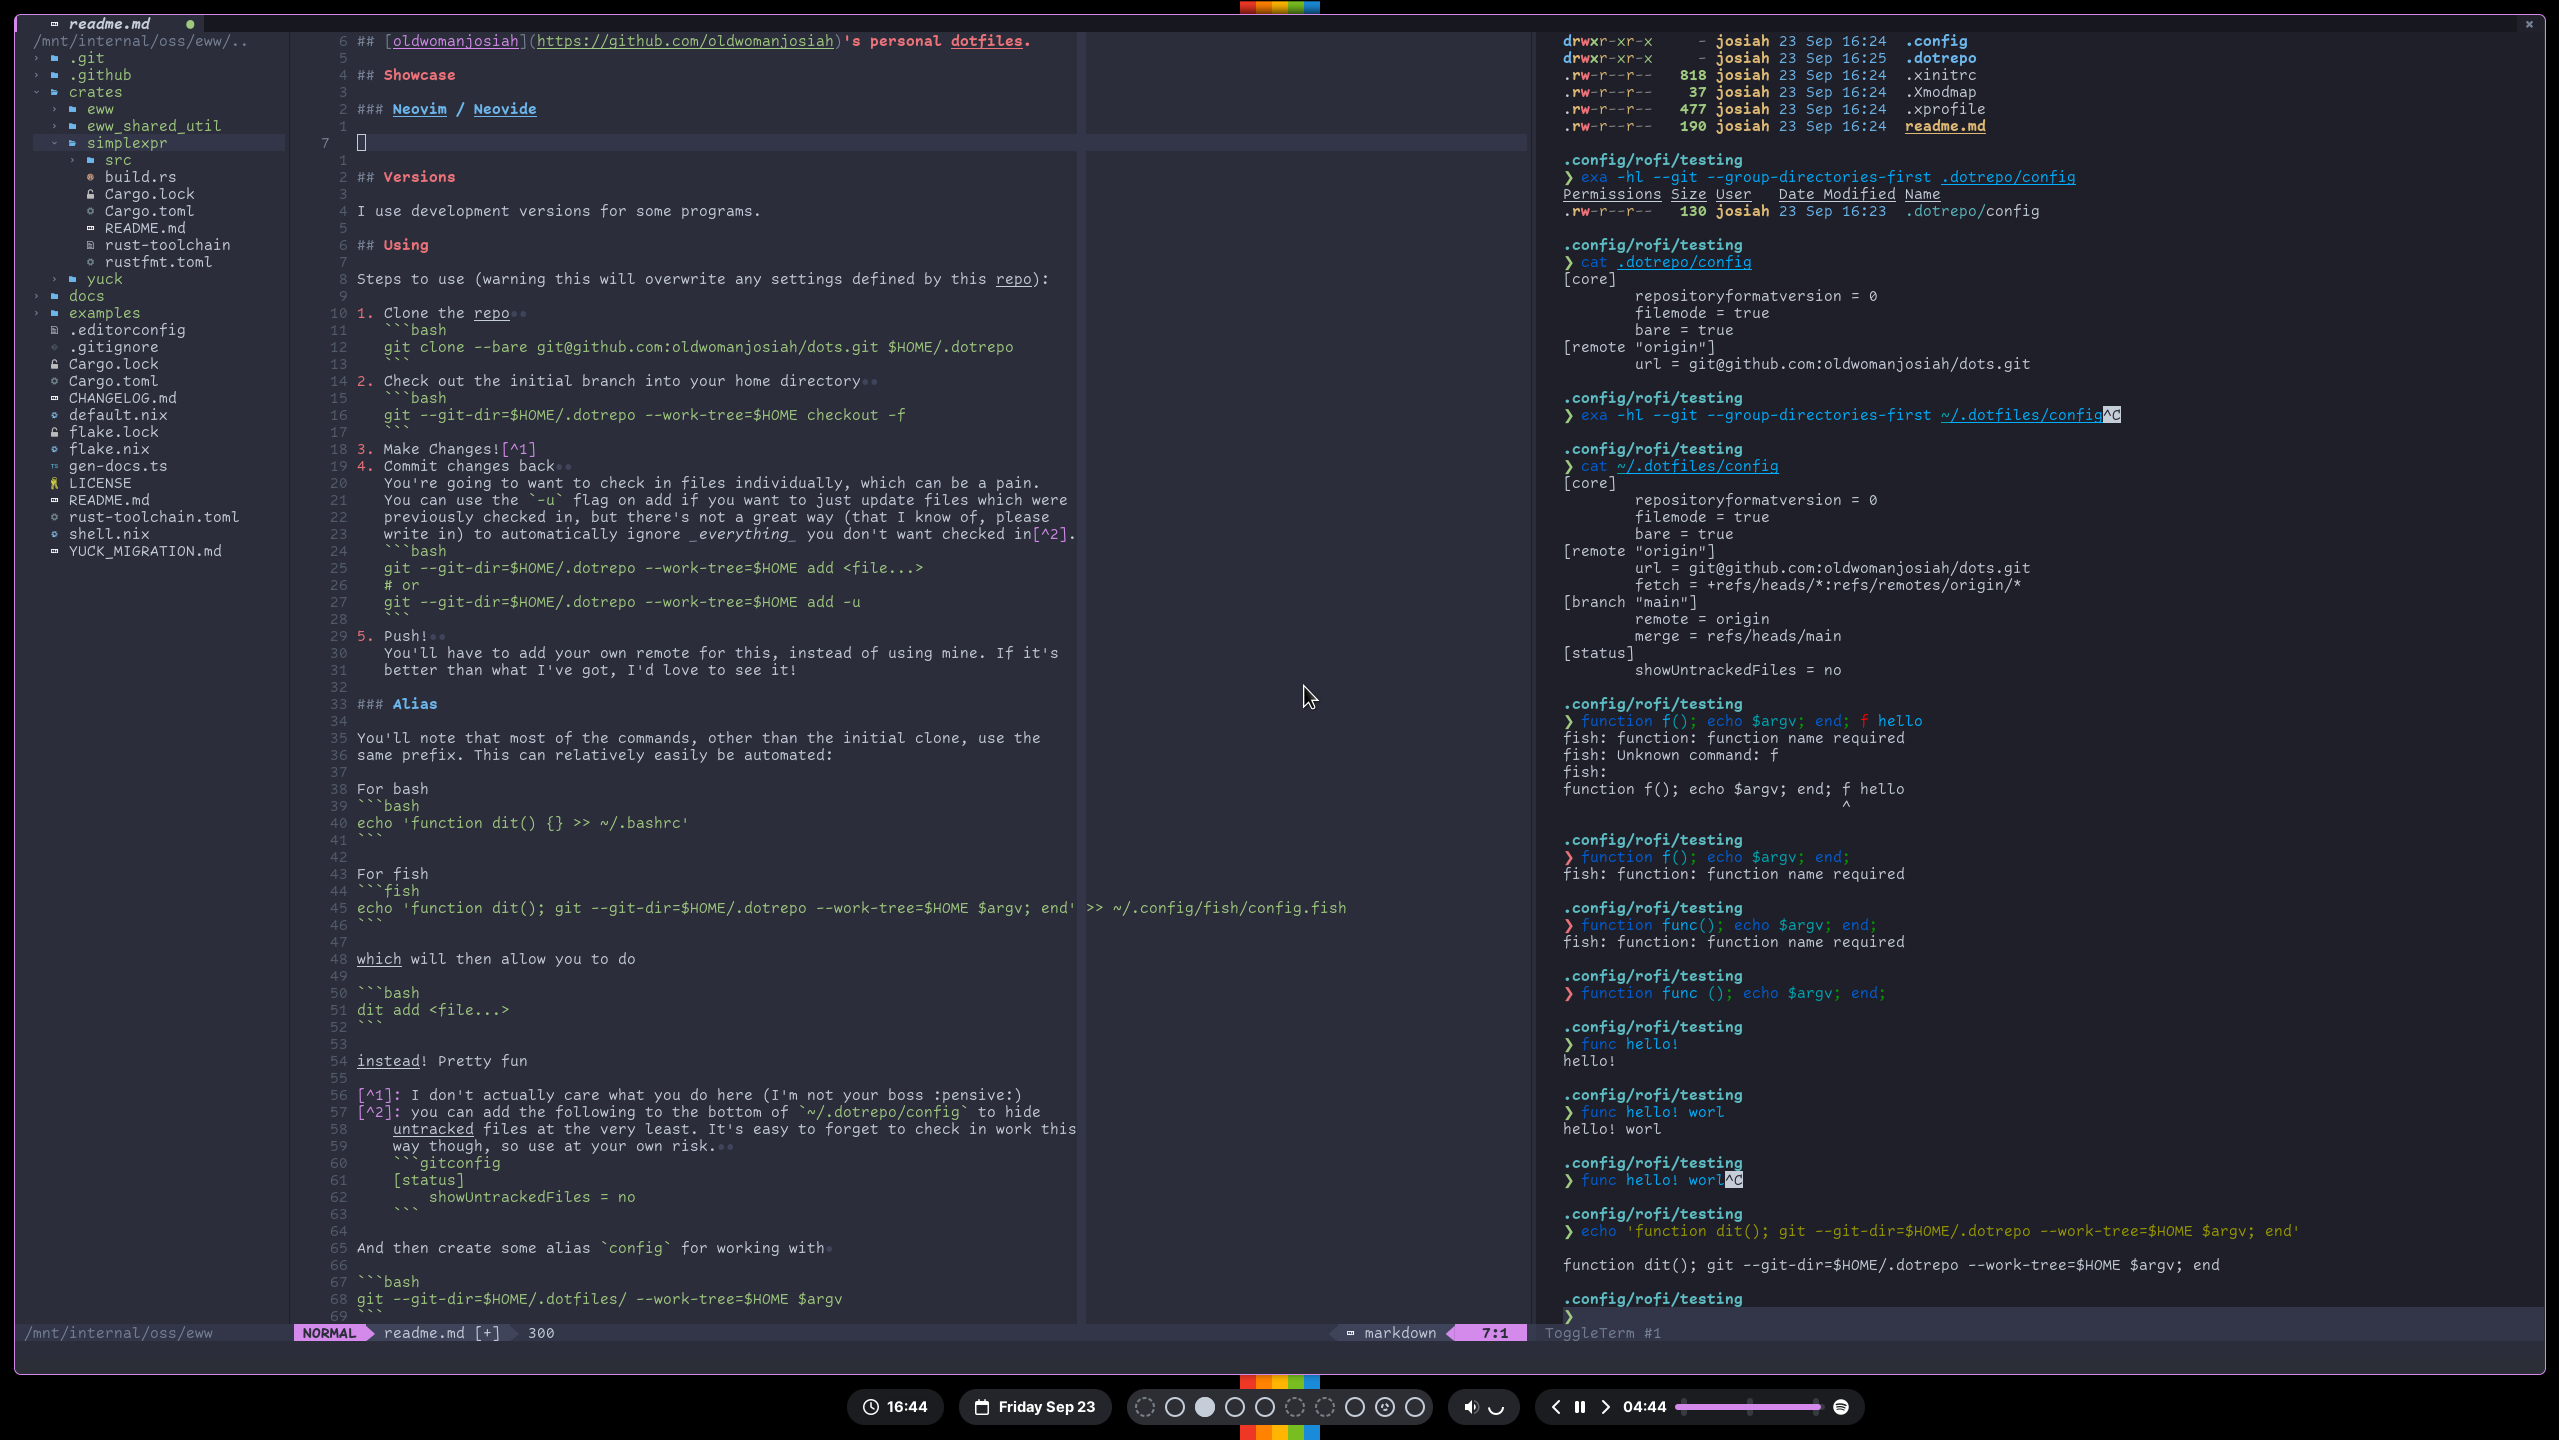 readme.md
/mnt/internal/oss/eww/..
.git
.github
crates
eww
eww_shared_util
simplexpr
src
build.rs
Cargo.lock
Cargo.toml
README.md
rust-toolchain
rustfmt.toml
yuck
docs
examples
.editorconfig
.gitignore
Cargo.lock
Cargo.toml
CHANGELOG.md
default.nix
flake.lock
flake.nix
gen-docs.ts
LICENSE
README.md
rust-toolchain.toml
shell.nix
YUCK_MIGRATION.md
6 ## [oldwomanjosiah](https://github.com/oldwomanjosiah)'s personal dotfiles.
5
4 ## Showcase
3
2 ### Neovim / Neovide
1
7
1
2 ## Versions
3
4 I use development versions for some programs.
5
6 ## Using
7
8 Steps to use (warning this will overwrite any settings defined by this repo):
9
10 1. Clone the repo
11    ```bash
12    git clone --bare git@github.com:oldwomanjosiah/dots.git $HOME/.dotrepo
13    ```
14 2. Check out the initial branch into your home directory
15    ```bash
16    git --git-dir=$HOME/.dotrepo --work-tree=$HOME checkout -f
17    ```
18 3. Make Changes![^1]
19 4. Commit changes back
20    You're going to want to check in files individually, which can be a pain.
21    You can use the `-u` flag on add if you want to just update files which were
22    previously checked in, but there's not a great way (that I know of, please
23    write in) to automatically ignore _everything_ you don't want checked in[^2].
24    ```bash
25    git --git-dir=$HOME/.dotrepo --work-tree=$HOME add <file...>
26    # or
27    git --git-dir=$HOME/.dotrepo --work-tree=$HOME add -u
28    ```
29 5. Push!
30    You'll have to add your own remote for this, instead of using mine. If it's
31    better than what I've got, I'd love to see it!
32
33 ### Alias
34
35 You'll note that most of the commands, other than the initial clone, use the
36 same prefix. This can relatively easily be automated:
37
38 For bash
39 ```bash
40 echo 'function dit() {} >> ~/.bashrc'
41 ```
42
43 For fish
44 ```fish
45 echo 'function dit(); git --git-dir=$HOME/.dotrepo --work-tree=$HOME $argv; end' >> ~/.config/fish/config.fish
46 ```
47
48 which will then allow you to do
49
50 ```bash
51 dit add <file...>
52 ```
53
54 instead! Pretty fun
55
56 [^1]: I don't actually care what you do here (I'm not your boss :pensive:)
57 [^2]: you can add the following to the bottom of `~/.dotrepo/config` to hide
58     untracked files at the very least. It's easy to forget to check in work this
59     way though, so use at your own risk.
60     ```gitconfig
61     [status]
62         showUntrackedFiles = no
63     ```
64
65 And then create some alias `config` for working with
66
67 ```bash
68 git --git-dir=$HOME/.dotfiles/ --work-tree=$HOME $argv
69 ```
drwxr-xr-x     - josiah 23 Sep 16:24  .config
drwxr-xr-x     - josiah 23 Sep 16:25  .dotrepo
.rw-r--r--   818 josiah 23 Sep 16:24  .xinitrc
.rw-r--r--    37 josiah 23 Sep 16:24  .Xmodmap
.rw-r--r--   477 josiah 23 Sep 16:24  .xprofile
.rw-r--r--   190 josiah 23 Sep 16:24  readme.md
.config/rofi/testing
❯ exa -hl --git --group-directories-first .dotrepo/config
Permissions Size User   Date Modified Name
.rw-r--r--   130 josiah 23 Sep 16:23  .dotrepo/config
.config/rofi/testing
❯ cat .dotrepo/config
[core]
repositoryformatversion = 0
filemode = true
bare = true
[remote "origin"]
url = git@github.com:oldwomanjosiah/dots.git
.config/rofi/testing
❯ exa -hl --git --group-directories-first ~/.dotfiles/config^C
.config/rofi/testing
❯ cat ~/.dotfiles/config
[core]
repositoryformatversion = 0
filemode = true
bare = true
[remote "origin"]
url = git@github.com:oldwomanjosiah/dots.git
fetch = +refs/heads/*:refs/remotes/origin/*
[branch "main"]
remote = origin
merge = refs/heads/main
[status]
showUntrackedFiles = no
.config/rofi/testing
❯ function f(); echo $argv; end; f hello
fish: function: function name required
fish: Unknown command: f
fish:
function f(); echo $argv; end; f hello
^
.config/rofi/testing
❯ function f(); echo $argv; end;
fish: function: function name required
.config/rofi/testing
❯ function func(); echo $argv; end;
fish: function: function name required
.config/rofi/testing
❯ function func (); echo $argv; end;
.config/rofi/testing
❯ func hello!
hello!
.config/rofi/testing
❯ func hello! worl
hello! worl
.config/rofi/testing
❯ func hello! worl^C
.config/rofi/testing
❯ echo 'function dit(); git --git-dir=$HOME/.dotrepo --work-tree=$HOME $argv; end'
function dit(); git --git-dir=$HOME/.dotrepo --work-tree=$HOME $argv; end
.config/rofi/testing
❯
/mnt/internal/oss/eww
NORMAL readme.md [+] 300
markdown 7:1
ToggleTerm #1
16:44
Friday Sep 23
04:44